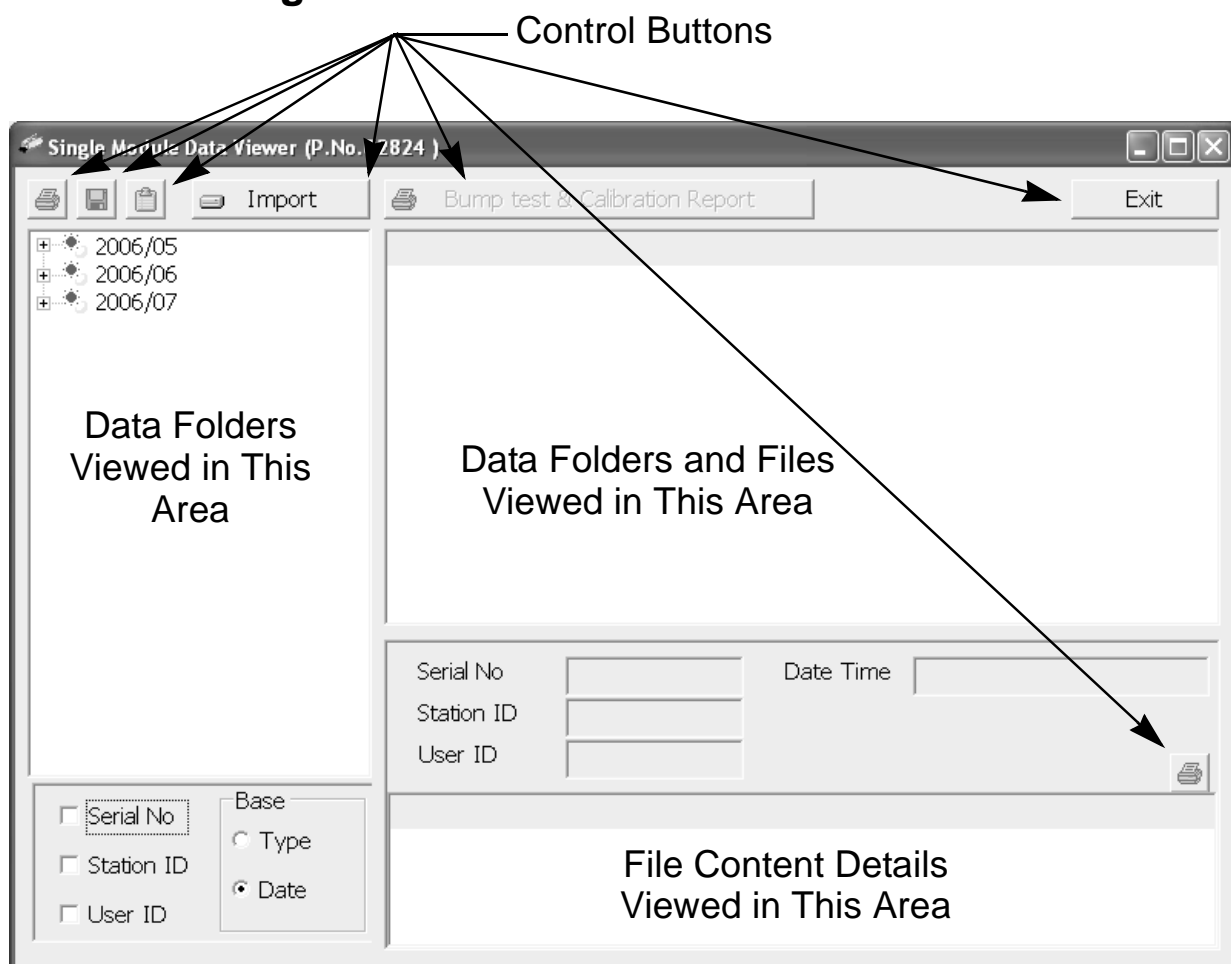 Control Buttons
Single Module Data Viewer (P.No. 2824 )
Import
Bump test & Calibration Report
Exit
2006/05
2006/06
2006/07
Data Folders
Viewed in This
Area
Data Folders and Files
Viewed in This Area
Serial No
Date Time
Station ID
User ID
Serial No
Station ID
User ID
Base
Type
Date
File Content Details
Viewed in This Area